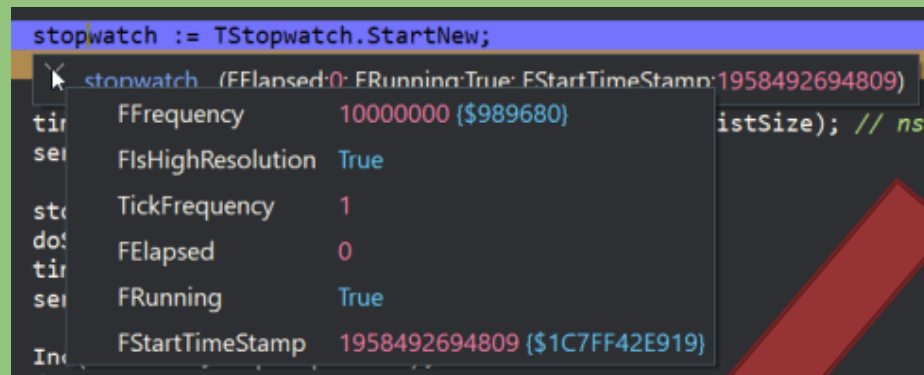 stopwatch := TStopwatch.StartNew;
stopwatch (FElapsed:0; FRunning:True; FStartTimeStamp:1958492694809)
FFrequency 10000000 {$989680}
istSize); // ns
FIsHighResolution True
TickFrequency 1
FElapsed 0
FRunning True
FStartTimeStamp 1958492694809 {$1C7FF42E919}